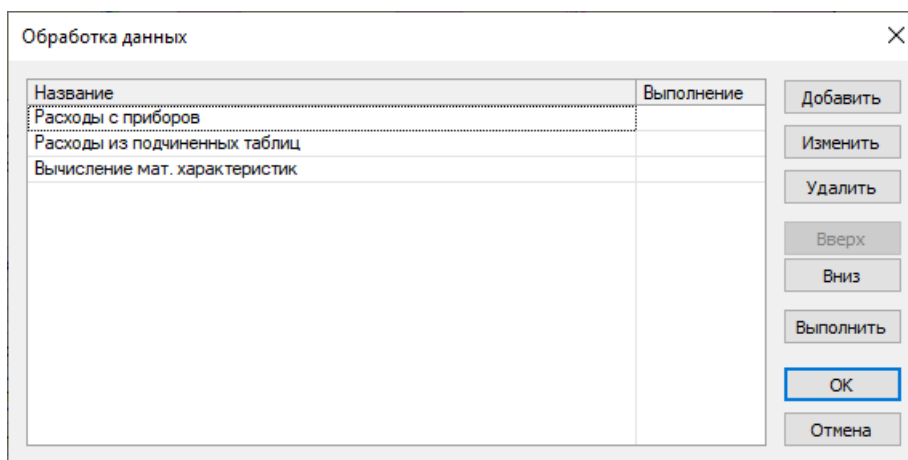 Обработка данных
Название Выполнение
Расходы с приборов
Расходы из подчиненных таблиц
Вычисление мат. характеристик
Добавить
Изменить
Удалить
Вверх
Вниз
Выполнить
ОК
Отмена